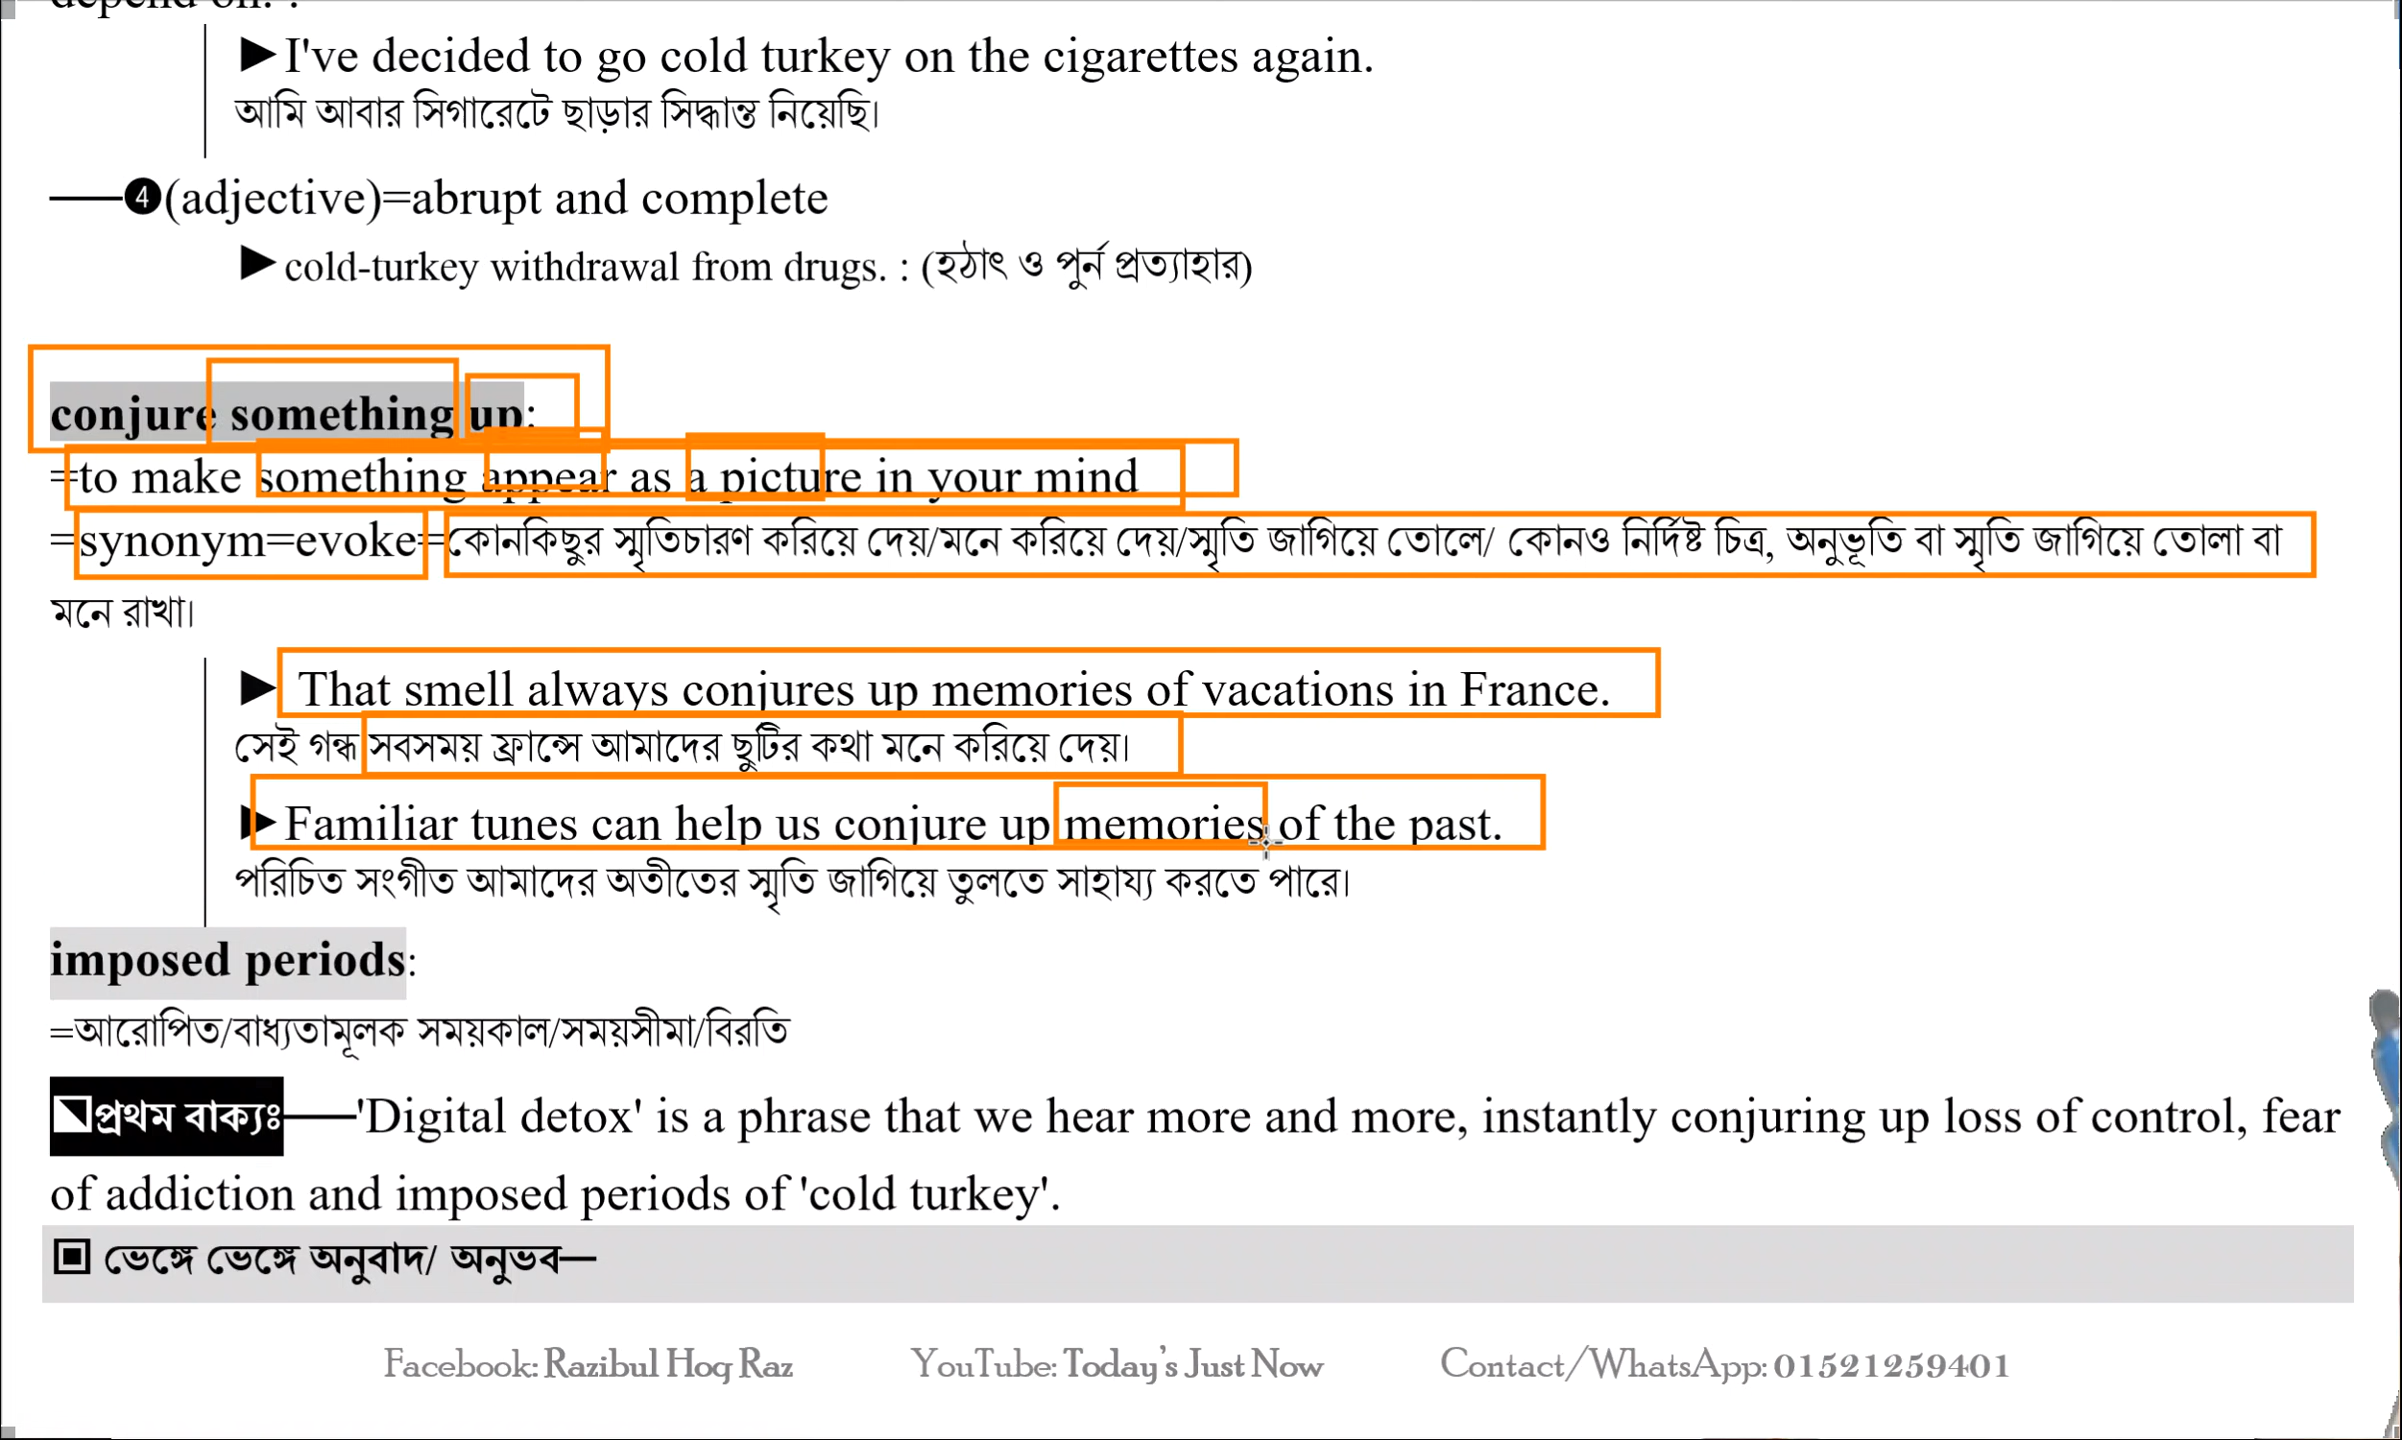 depend on. :
▶I've decided to go cold turkey on the cigarettes again.
আমি আবার সিগারেটে ছাড়ার সিদ্ধান্ত নিয়েছি।
——❹(adjective)=abrupt and complete
▶cold-turkey withdrawal from drugs. : (হঠাৎ ও পুর্ন প্রত্যাহার)
conjure something up:
=to make something appear as a picture in your mind
=synonym=evoke=কোনকিছুর স্মৃতিচারণ করিয়ে দেয়/মনে করিয়ে দেয়/স্মৃতি জাগিয়ে তোলে/ কোনও নির্দিষ্ট চিত্র, অনুভূতি বা স্মৃতি জাগিয়ে তোলা বা
মনে রাখা।
▶ That smell always conjures up memories of vacations in France.
সেই গন্ধ সবসময় ফ্রান্সে আমাদের ছুটির কথা মনে করিয়ে দেয়।
▶Familiar tunes can help us conjure up memories of the past.
পরিচিত সংগীত আমাদের অতীতের স্মৃতি জাগিয়ে তুলতে সাহায্য করতে পারে।
imposed periods:
=আরোপিত/বাধ্যতামূলক সময়কাল/সময়সীমা/বিরতি
প্রথম বাক্যঃ——'Digital detox' is a phrase that we hear more and more, instantly conjuring up loss of control, fear
of addiction and imposed periods of 'cold turkey'.
▣ ভেঙ্গে ভেঙ্গে অনুবাদ/ অনুভব—
Facebook: Razibul Hoq Raz YouTube: Today's Just Now Contact/WhatsApp: 01521259401